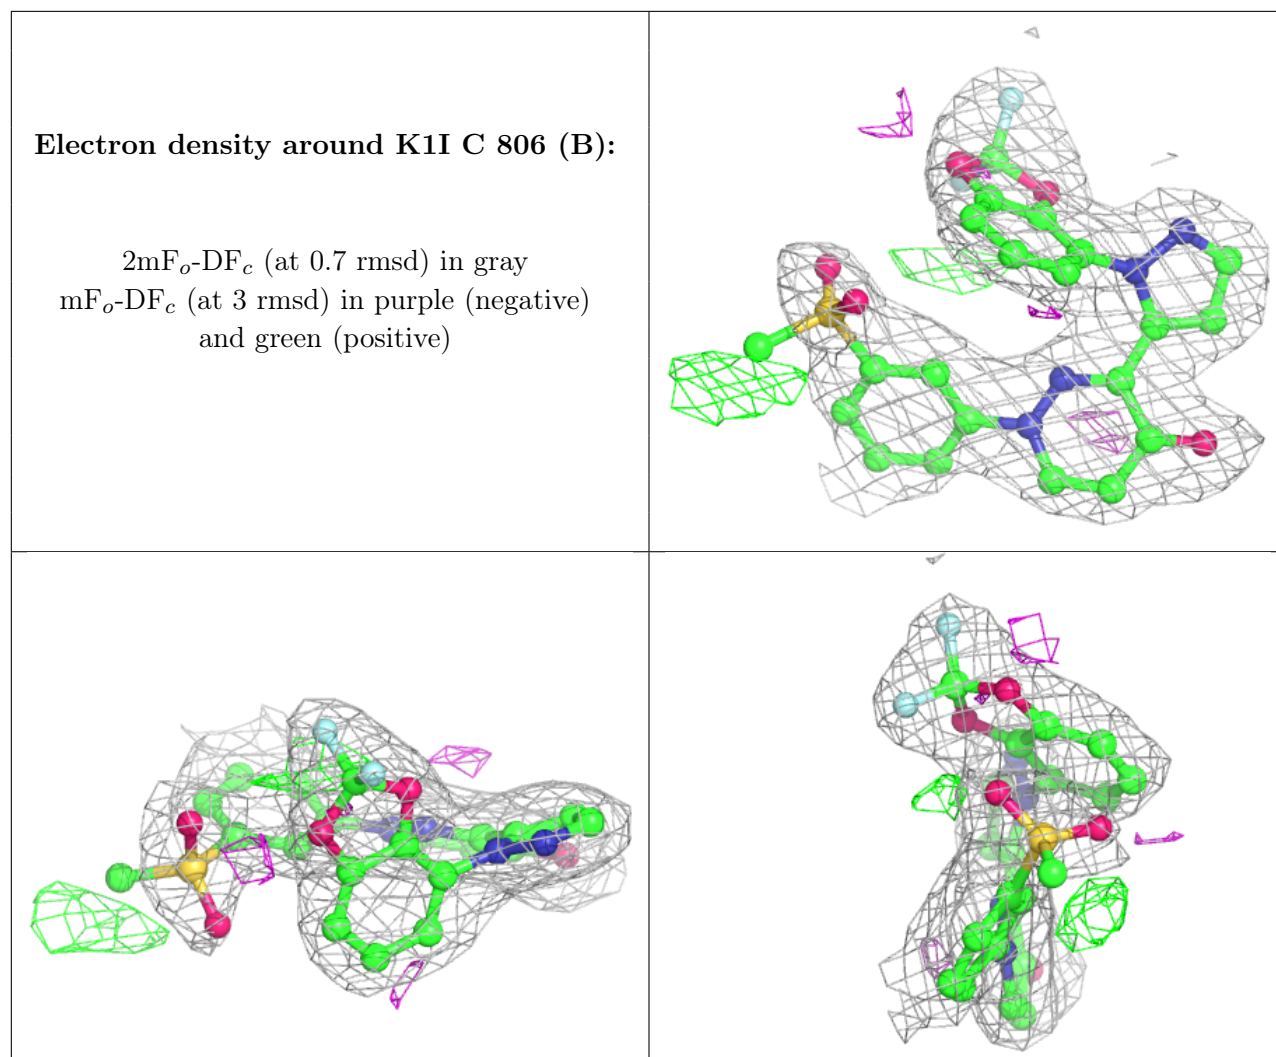 Electron density around K1I C 806 (B):
2mFₒ-DF𝒸 (at 0.7 rmsd) in gray
mFₒ-DF𝒸 (at 3 rmsd) in purple (negative)
and green (positive)